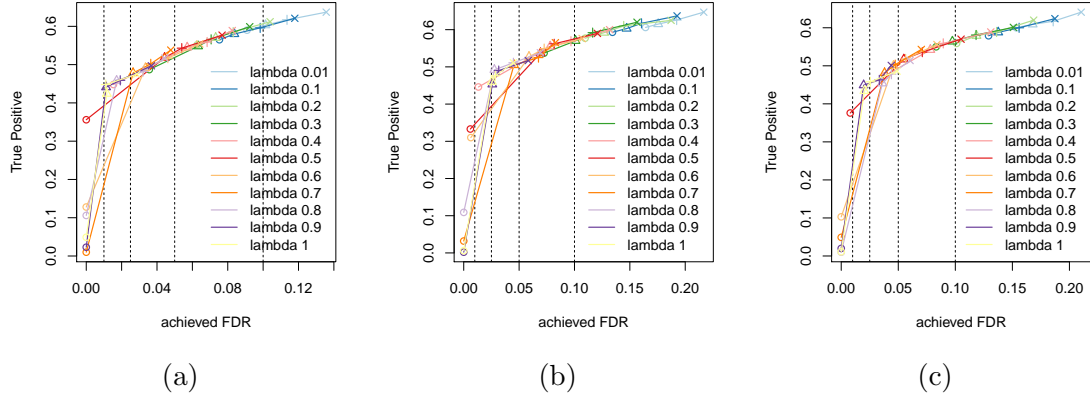 True Positive
0.0 0.1 0.2 0.3 0.4 0.5 0.6
lambda 0.01
lambda 0.1
lambda 0.2
lambda 0.3
lambda 0.4
lambda 0.5
lambda 0.6
lambda 0.7
lambda 0.8
lambda 0.9
lambda 1
0.00 0.04 0.08 0.12
achieved FDR
(a)
True Positive
0.0 0.1 0.2 0.3 0.4 0.5 0.6
lambda 0.01
lambda 0.1
lambda 0.2
lambda 0.3
lambda 0.4
lambda 0.5
lambda 0.6
lambda 0.7
lambda 0.8
lambda 0.9
lambda 1
0.00 0.05 0.10 0.15 0.20
achieved FDR
(b)
True Positive
0.0 0.1 0.2 0.3 0.4 0.5 0.6
lambda 0.01
lambda 0.1
lambda 0.2
lambda 0.3
lambda 0.4
lambda 0.5
lambda 0.6
lambda 0.7
lambda 0.8
lambda 0.9
lambda 1
0.00 0.05 0.10 0.15 0.20
achieved FDR
(c)